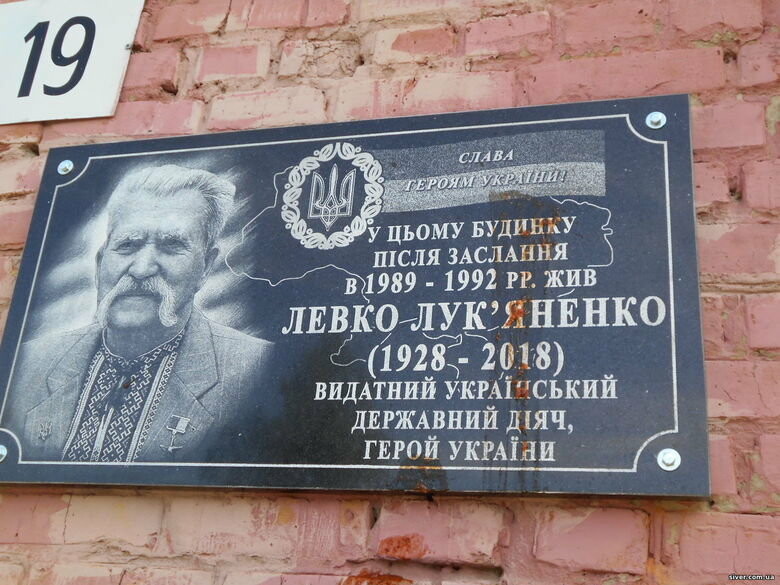 19
СЛАВА
ГЕРОЯМ УКРАЇНИ!
У ЦЬОМУ БУДИНКУ
ПІСЛЯ ЗАСЛАННЯ
В 1989 - 1992 РР. ЖИВ
ЛЕВКО ЛУК'ЯНЕНКО
(1928 - 2018)
ВИДАТНИЙ УКРАЇНСЬКИЙ
ДЕРЖАВНИЙ ДІЯЧ,
ГЕРОЙ УКРАЇНИ
www.siver.com.ua